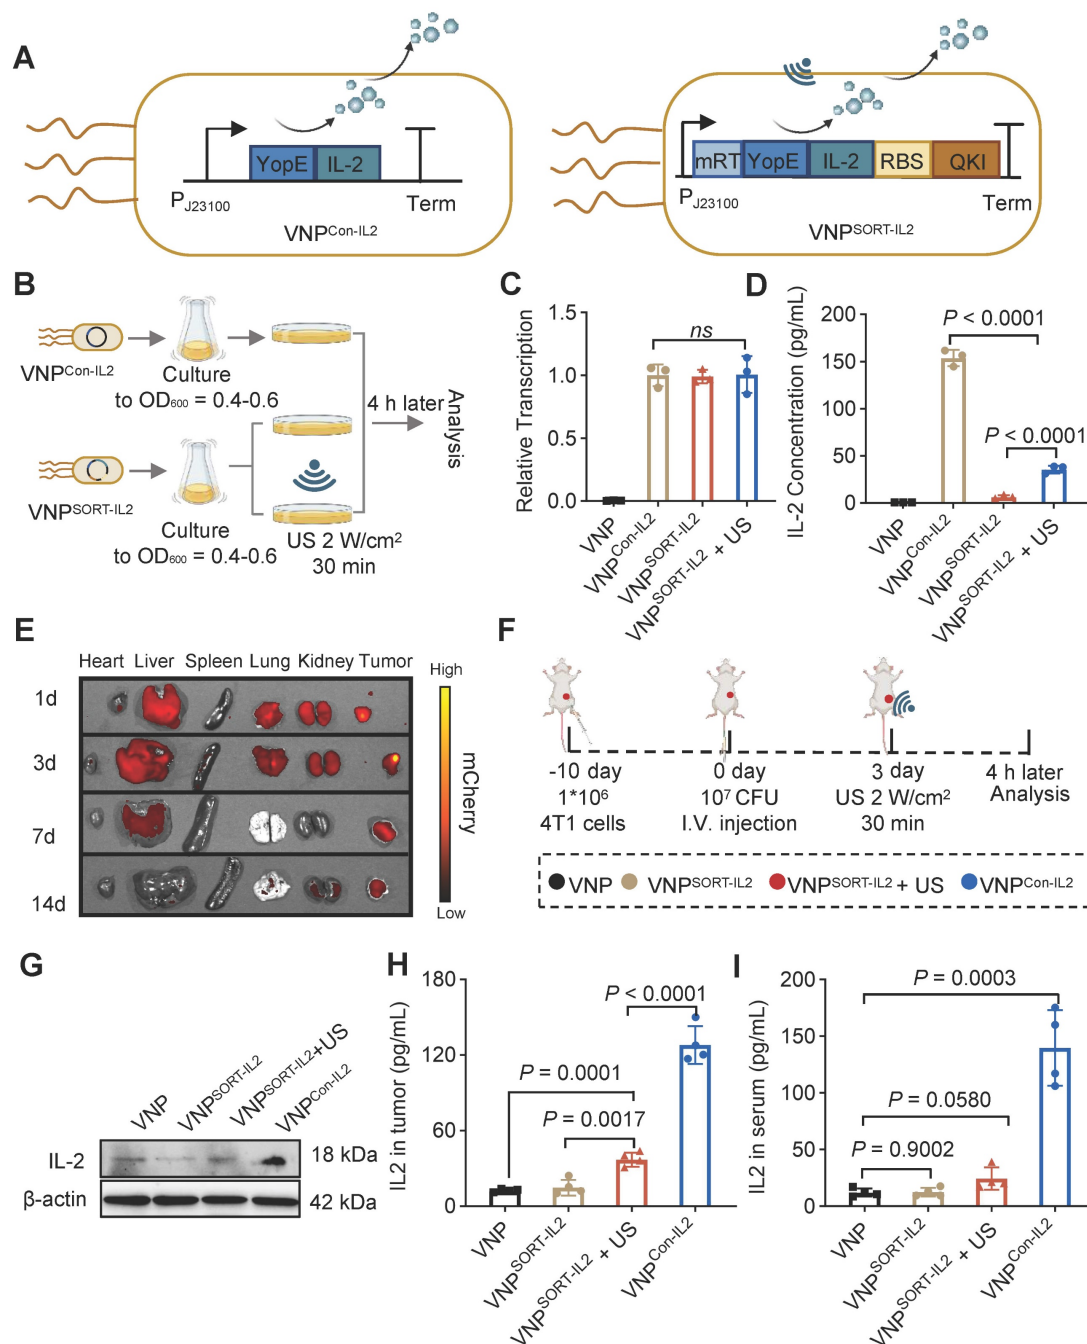 A
YopE IL-2
PJ23100
Term
VNPCon-IL2
mRT YopE IL-2 RBS QKI
PJ23100
Term
VNPSORT-IL2
B
VNPCon-IL2
Culture
to OD600 = 0.4-0.6
VNPSORT-IL2
Culture
to OD600 = 0.4-0.6
US 2 W/cm2
30 min
4 h later
Analysis
C
Relative Transcription
1.5
1.0
0.5
0.0
ns
VNP
VNPCon-IL2
VNPSORT-IL2
VNPSORT-IL2 + US
D
IL-2 Concentration (pg/mL)
200
150
100
50
0
P < 0.0001
P < 0.0001
VNP
VNPCon-IL2
VNPSORT-IL2
VNPSORT-IL2 + US
E
Heart Liver Spleen Lung Kidney Tumor
1d
3d
7d
14d
High
mCherry
Low
F
-10 day
1*106
4T1 cells
0 day
107 CFU
I.V. injection
3 day
US 2 W/cm2
30 min
4 h later
Analysis
VNP VNPSORT-IL2 VNPSORT-IL2 + US VNPCon-IL2
G
VNP
VNPSORT-IL2
VNPSORT-IL2+US
VNPCon-IL2
IL-2
18 kDa
β-actin
42 kDa
H
IL2 in tumor (pg/mL)
180
120
60
0
P < 0.0001
P = 0.0001
P = 0.0017
VNP
VNPSORT-IL2
VNPSORT-IL2 + US
VNPCon-IL2
I
IL2 in serum (pg/mL)
200
150
100
50
0
P = 0.0003
P = 0.0580
P = 0.9002
VNP
VNPSORT-IL2
VNPSORT-IL2 + US
VNPCon-IL2